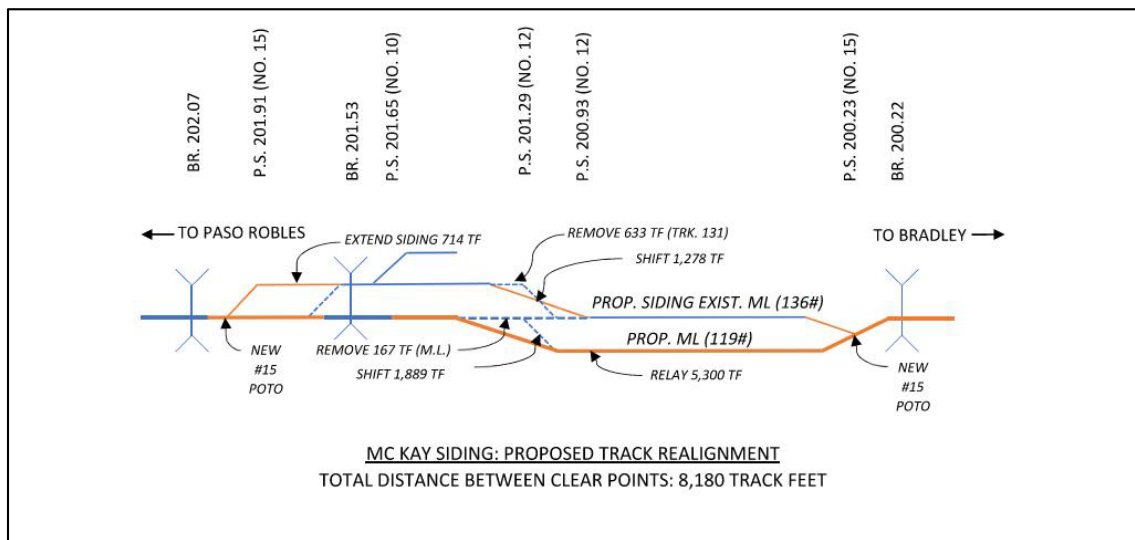 BR. 202.07
P.S. 201.91 (NO. 15)
BR. 201.53
P.S. 201.65 (NO. 10)
P.S. 201.29 (NO. 12)
P.S. 200.93 (NO. 12)
P.S. 200.23 (NO. 15)
BR. 200.22
TO PASO ROBLES
EXTEND SIDING 714 TF
REMOVE 633 TF (TRK. 131)
SHIFT 1,278 TF
TO BRADLEY
PROP. SIDING EXIST. ML (136#)
PROP. ML (119#)
NEW
#15
POTO
REMOVE 167 TF (M.L.)
SHIFT 1,889 TF
RELAY 5,300 TF
NEW
#15
POTO
MC KAY SIDING: PROPOSED TRACK REALIGNMENT
TOTAL DISTANCE BETWEEN CLEAR POINTS: 8,180 TRACK FEET